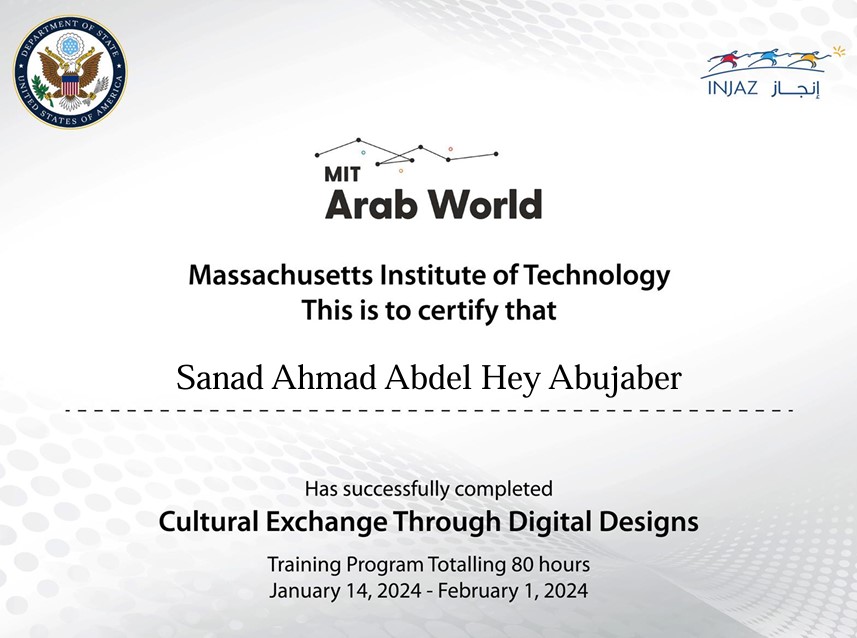 DEPARTMENT OF STATE
UNITED STATES OF AMERICA
INJAZ إنجاز
MIT
Arab World
Massachusetts Institute of Technology
This is to certify that
Sanad Ahmad Abdel Hey Abujaber
Has successfully completed
Cultural Exchange Through Digital Designs
Training Program Totalling 80 hours
January 14, 2024 - February 1, 2024